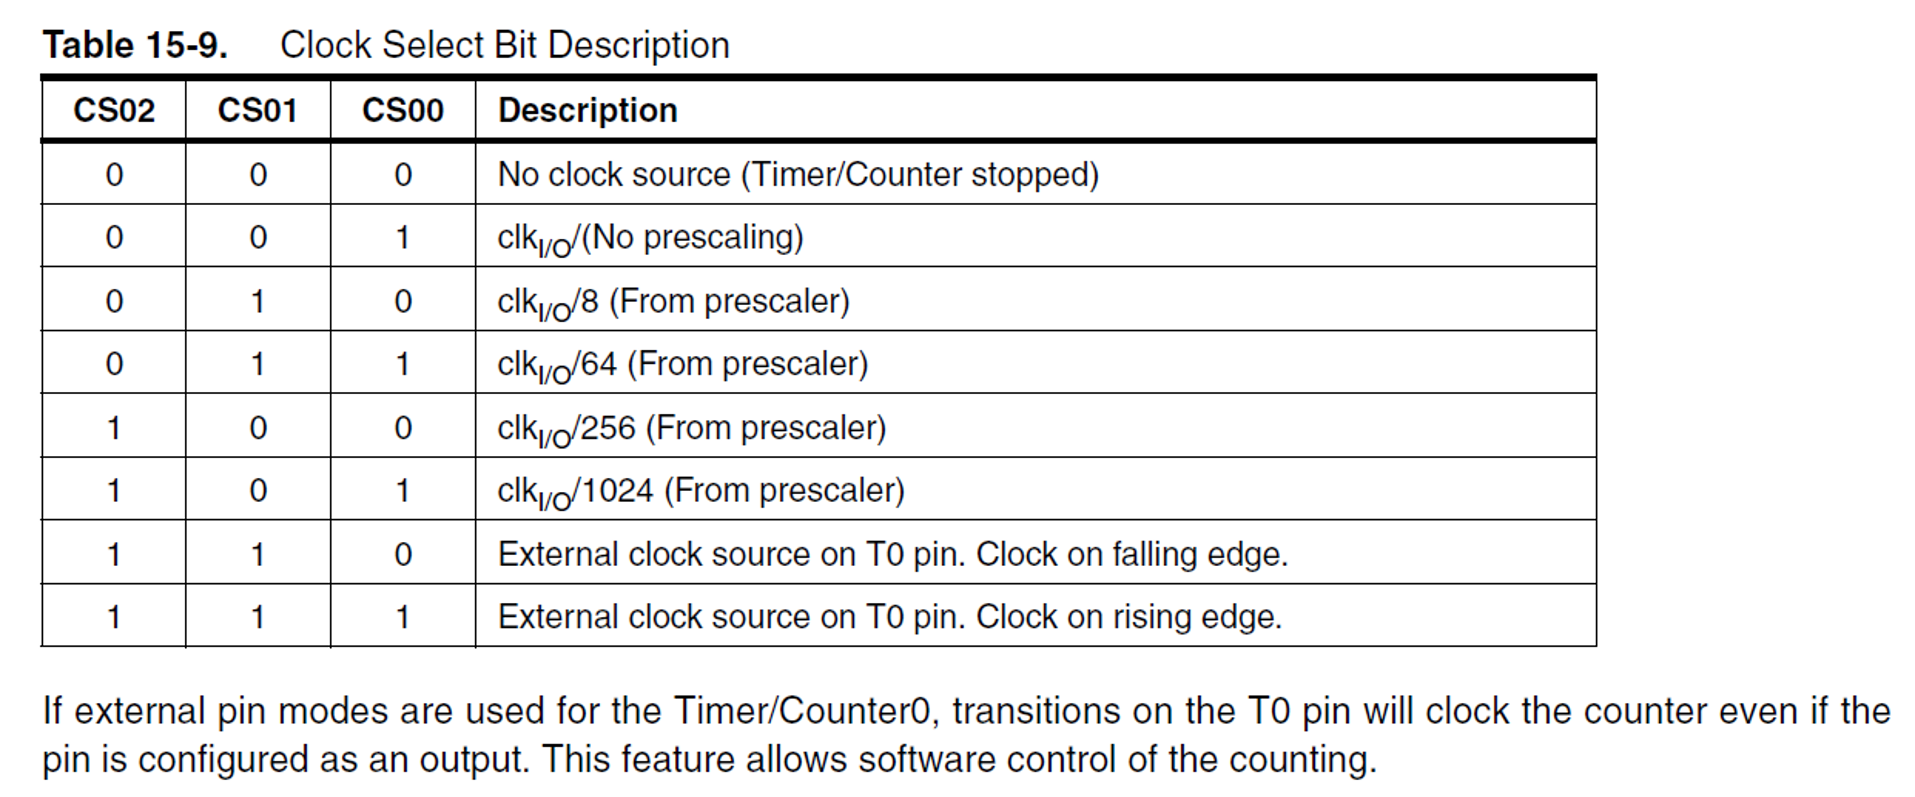 Table 15-9. Clock Select Bit Description
CS02 CS01 CS00 Description
0 0 0 No clock source (Timer/Counter stopped)
0 0 1 clkI/O/(No prescaling)
0 1 0 clkI/O/8 (From prescaler)
0 1 1 clkI/O/64 (From prescaler)
1 0 0 clkI/O/256 (From prescaler)
1 0 1 clkI/O/1024 (From prescaler)
1 1 0 External clock source on T0 pin. Clock on falling edge.
1 1 1 External clock source on T0 pin. Clock on rising edge.
If external pin modes are used for the Timer/Counter0, transitions on the T0 pin will clock the counter even if the
pin is configured as an output. This feature allows software control of the counting.